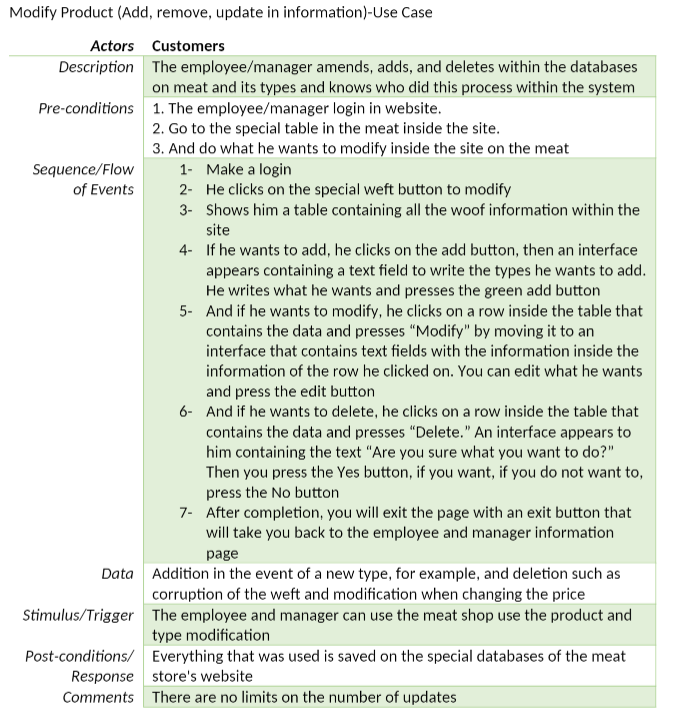 Modify Product (Add, remove, update in information)-Use Case
Actors Customers
Description The employee/manager amends, adds, and deletes within the databases
on meat and its types and knows who did this process within the system
Pre-conditions 1. The employee/manager login in website.
2. Go to the special table in the meat inside the site.
3. And do what he wants to modify inside the site on the meat
Sequence/Flow 1- Make a login
of Events 2- He clicks on the special weft button to modify
3- Shows him a table containing all the woof information within the
site
4- If he wants to add, he clicks on the add button, then an interface
appears containing a text field to write the types he wants to add.
He writes what he wants and presses the green add button
5- And if he wants to modify, he clicks on a row inside the table that
contains the data and presses “Modify” by moving it to an
interface that contains text fields with the information inside the
information of the row he clicked on. You can edit what he wants
and press the edit button
6- And if he wants to delete, he clicks on a row inside the table that
contains the data and presses “Delete.” An interface appears to
him containing the text “Are you sure what you want to do?”
Then you press the Yes button, if you want, if you do not want to,
press the No button
7- After completion, you will exit the page with an exit button that
will take you back to the employee and manager information
page
Data Addition in the event of a new type, for example, and deletion such as
corruption of the weft and modification when changing the price
Stimulus/Trigger The employee and manager can use the meat shop use the product and
type modification
Post-conditions/ Everything that was used is saved on the special databases of the meat
Response store's website
Comments There are no limits on the number of updates